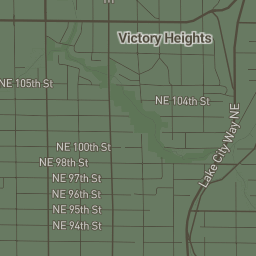 Victory Heights
NE 105th St
NE 104th St
Lake City Way NE
NE 100th St
NE 98th St
NE 97th St
NE 96th St
NE 95th St
NE 94th St